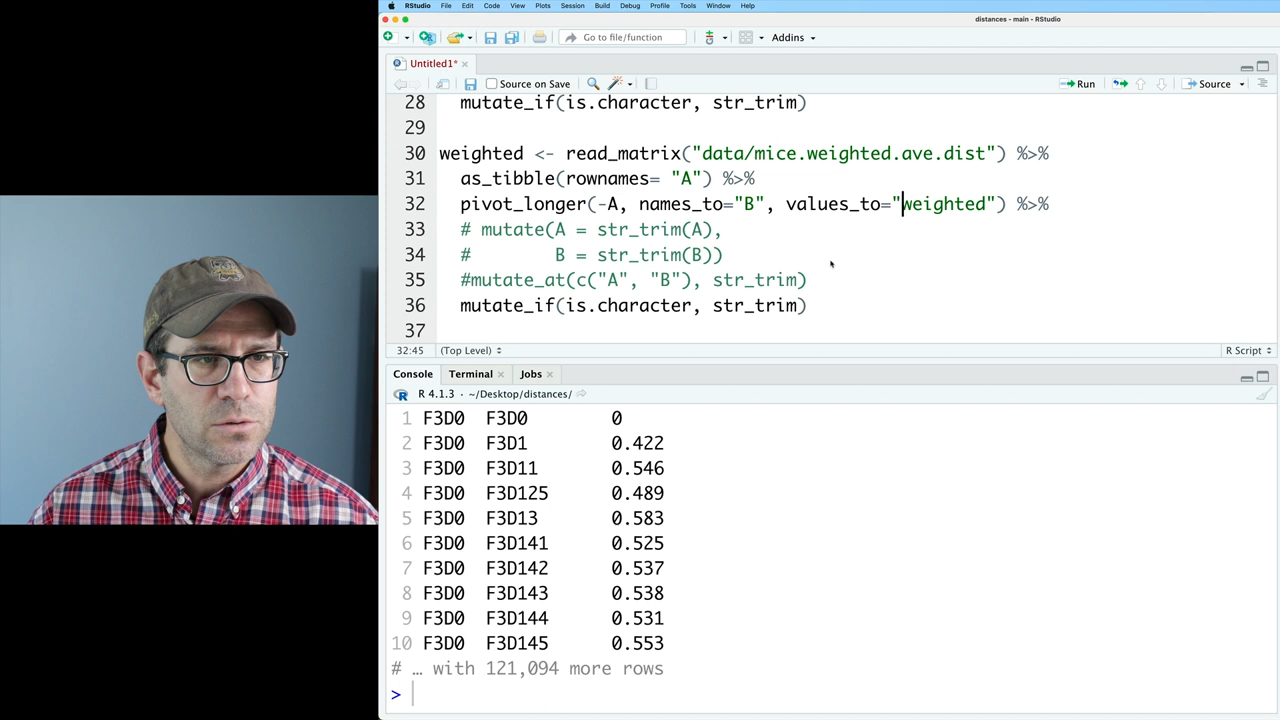 RStudio File Edit Code View Plots Session Build Debug Profile Tools Window Help
distances - main - RStudio
Go to file/function Addins
Untitled1*
Source on Save Run Source
28 mutate_if(is.character, str_trim)
29
30 weighted <- read_matrix("data/mice.weighted.ave.dist") %>%
31 as_tibble(rownames= "A") %>%
32 pivot_longer(-A, names_to="B", values_to="weighted") %>%
33 # mutate(A = str_trim(A),
34 # B = str_trim(B))
35 #mutate_at(c("A", "B"), str_trim)
36 mutate_if(is.character, str_trim)
37
32:45 (Top Level) R Script
Console Terminal Jobs
R 4.1.3 · ~/Desktop/distances/
1 F3D0 F3D0 0
2 F3D0 F3D1 0.422
3 F3D0 F3D11 0.546
4 F3D0 F3D125 0.489
5 F3D0 F3D13 0.583
6 F3D0 F3D141 0.525
7 F3D0 F3D142 0.537
8 F3D0 F3D143 0.538
9 F3D0 F3D144 0.531
10 F3D0 F3D145 0.553
# … with 121,094 more rows
>